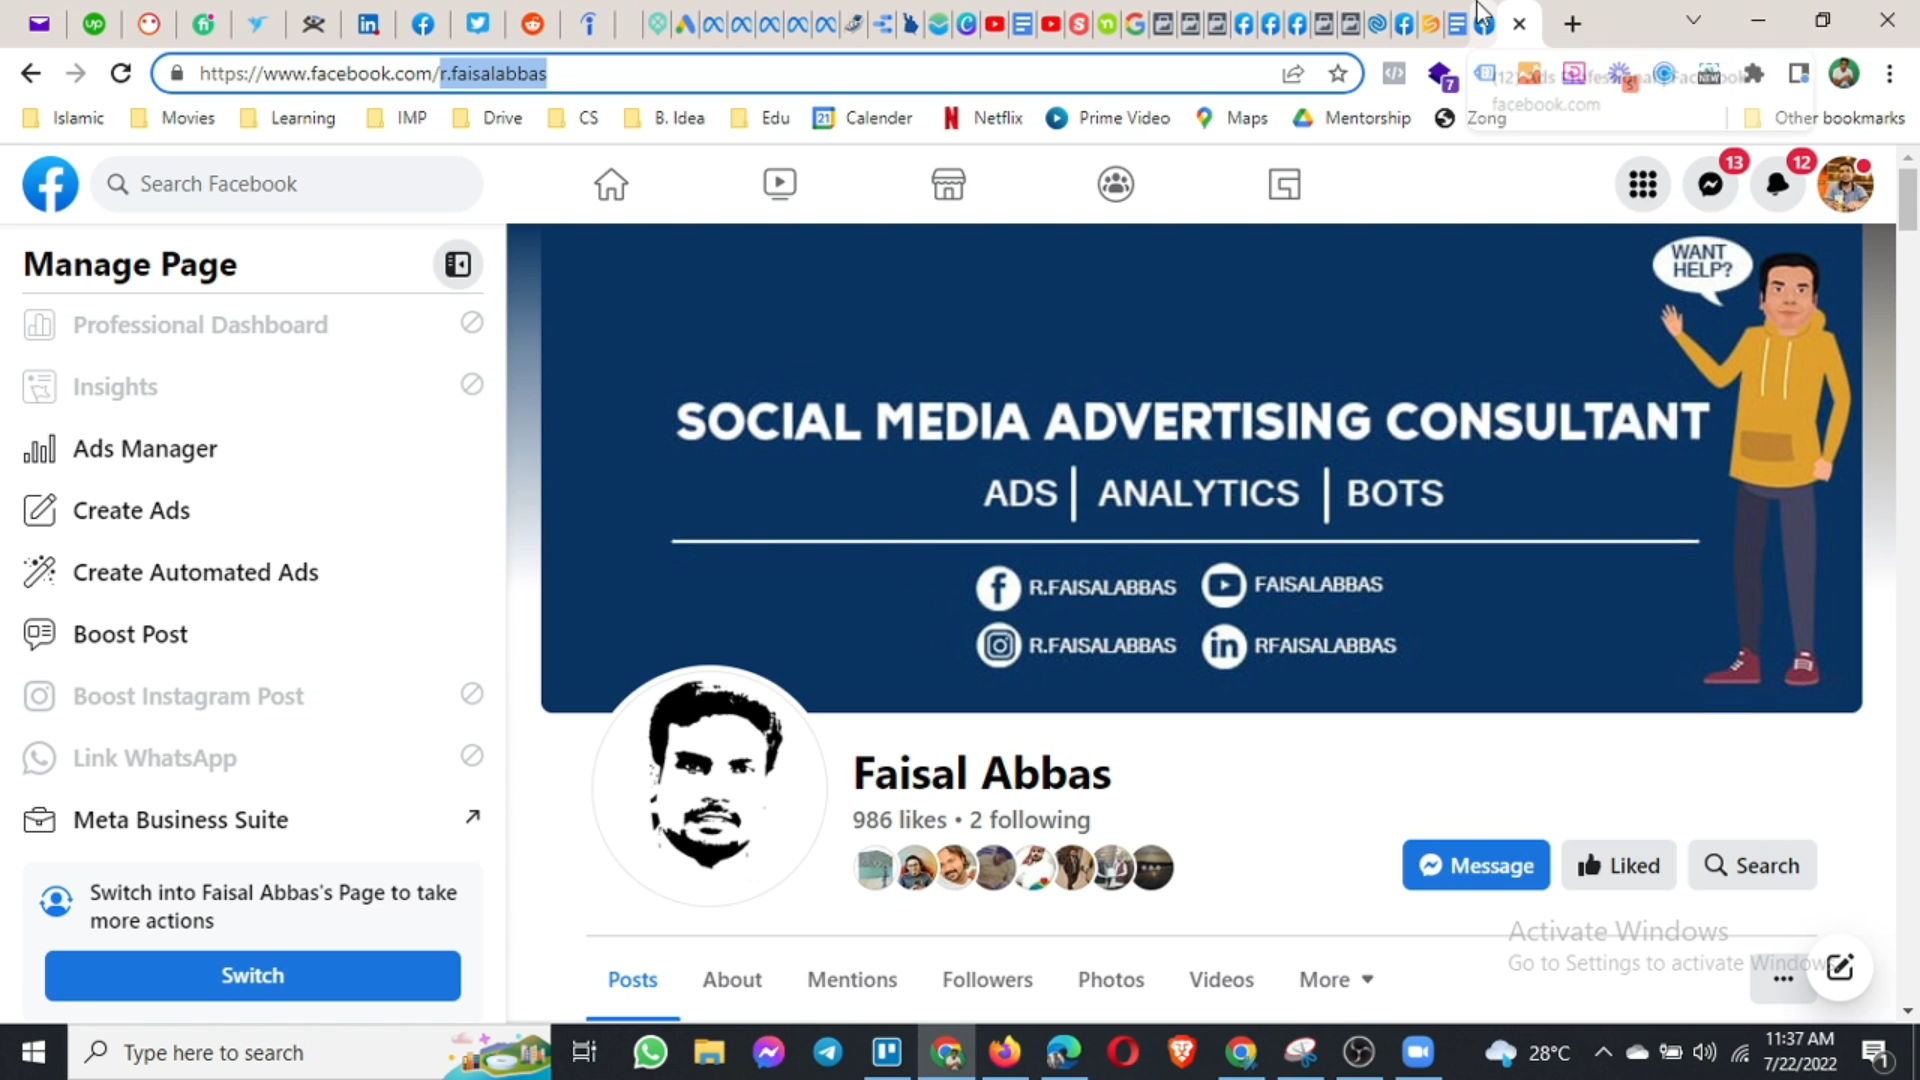 https://www.facebook.com/r.faisalabbas
facebook.com
Islamic Movies Learning IMP Drive CS B. Idea Edu Calender Netflix Prime Video Maps Mentorship Zong Other bookmarks
Search Facebook
13
12
Manage Page
Professional Dashboard
Insights
Ads Manager
Create Ads
Create Automated Ads
Boost Post
Boost Instagram Post
Link WhatsApp
Meta Business Suite
Switch into Faisal Abbas's Page to take
more actions
Switch
WANT
HELP?
SOCIAL MEDIA ADVERTISING CONSULTANT
ADS | ANALYTICS | BOTS
R.FAISALABBAS FAISALABBAS
R.FAISALABBAS RFAISALABBAS
Faisal Abbas
986 likes • 2 following
Message Liked Search
Posts About Mentions Followers Photos Videos More
Activate Windows
Go to Settings to activate Windows.
Type here to search
28°C
11:37 AM
7/22/2022
1